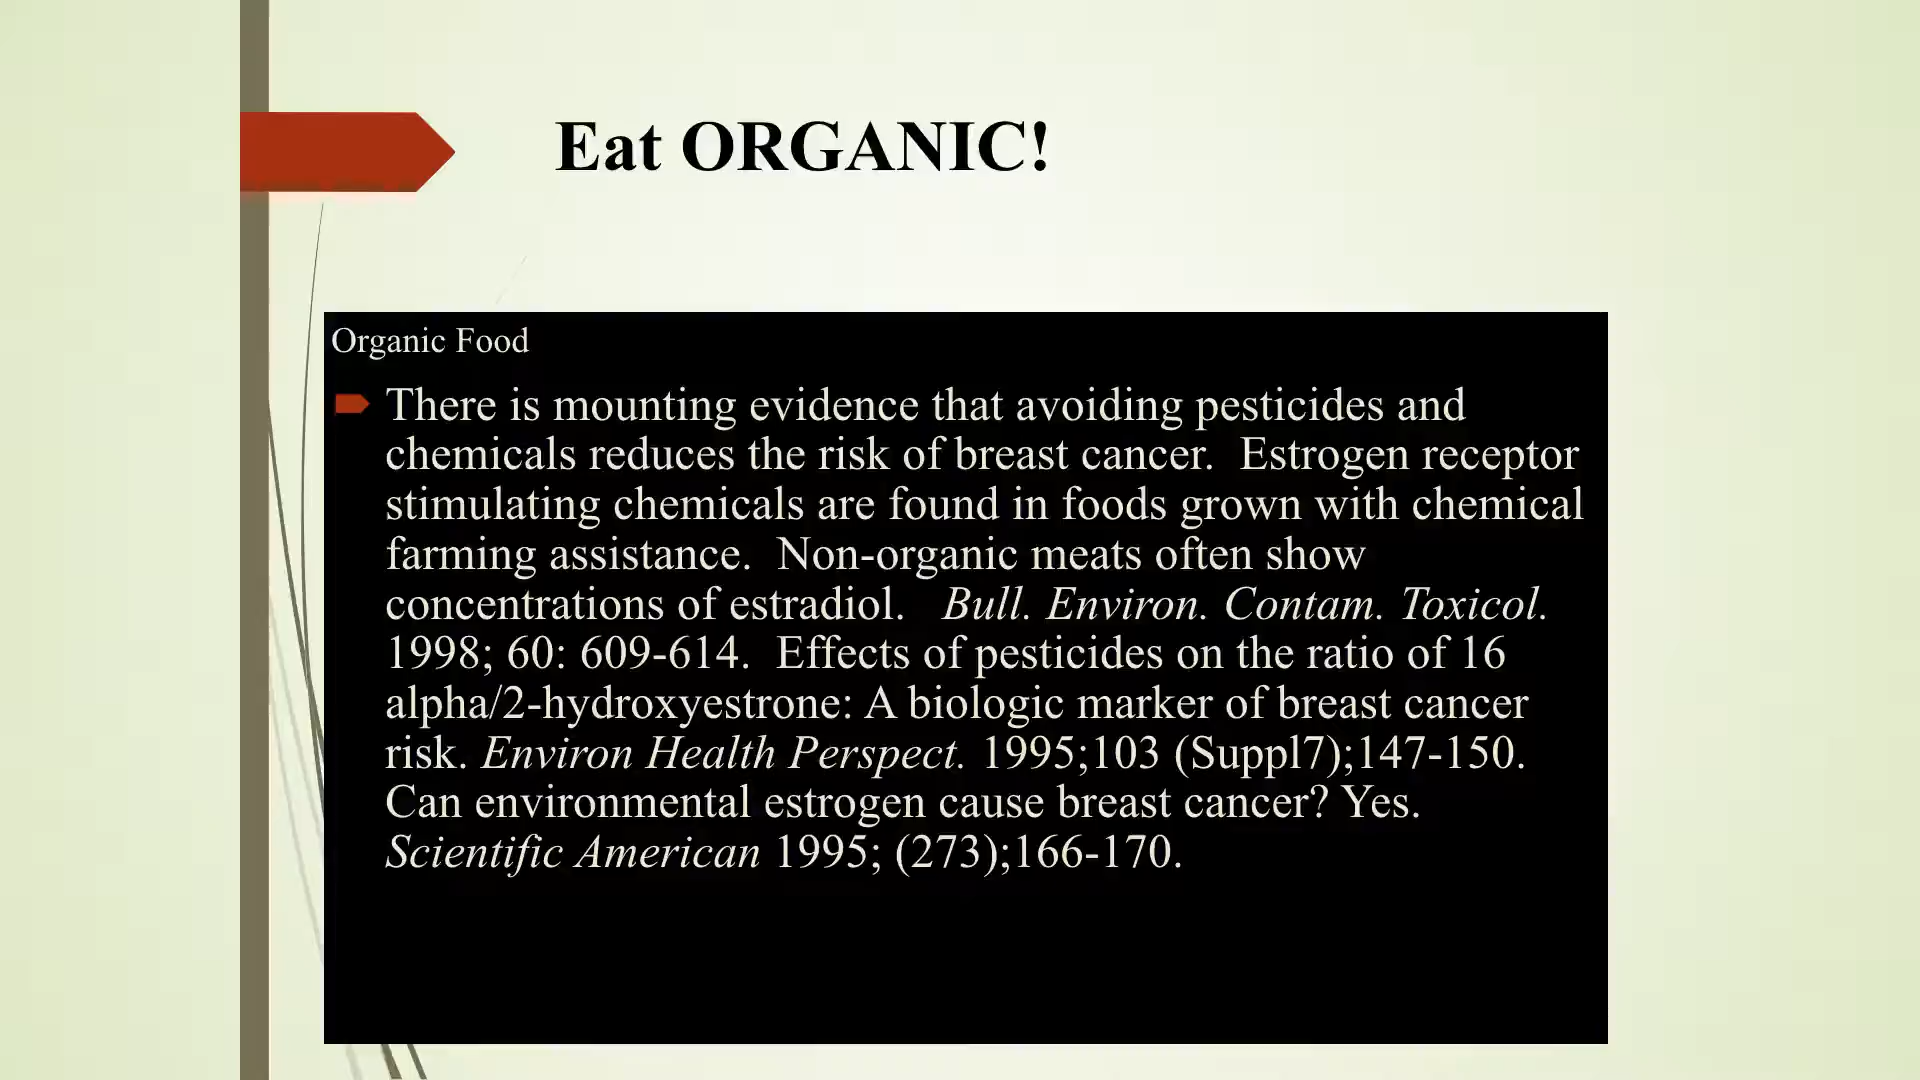 Eat ORGANIC!
Organic Food
There is mounting evidence that avoiding pesticides and
chemicals reduces the risk of breast cancer.  Estrogen receptor
stimulating chemicals are found in foods grown with chemical
farming assistance.  Non-organic meats often show
concentrations of estradiol.   Bull. Environ. Contam. Toxicol.
1998; 60: 609-614.  Effects of pesticides on the ratio of 16
alpha/2-hydroxyestrone: A biologic marker of breast cancer
risk. Environ Health Perspect. 1995;103 (Suppl7);147-150.
Can environmental estrogen cause breast cancer? Yes.
Scientific American 1995; (273);166-170.